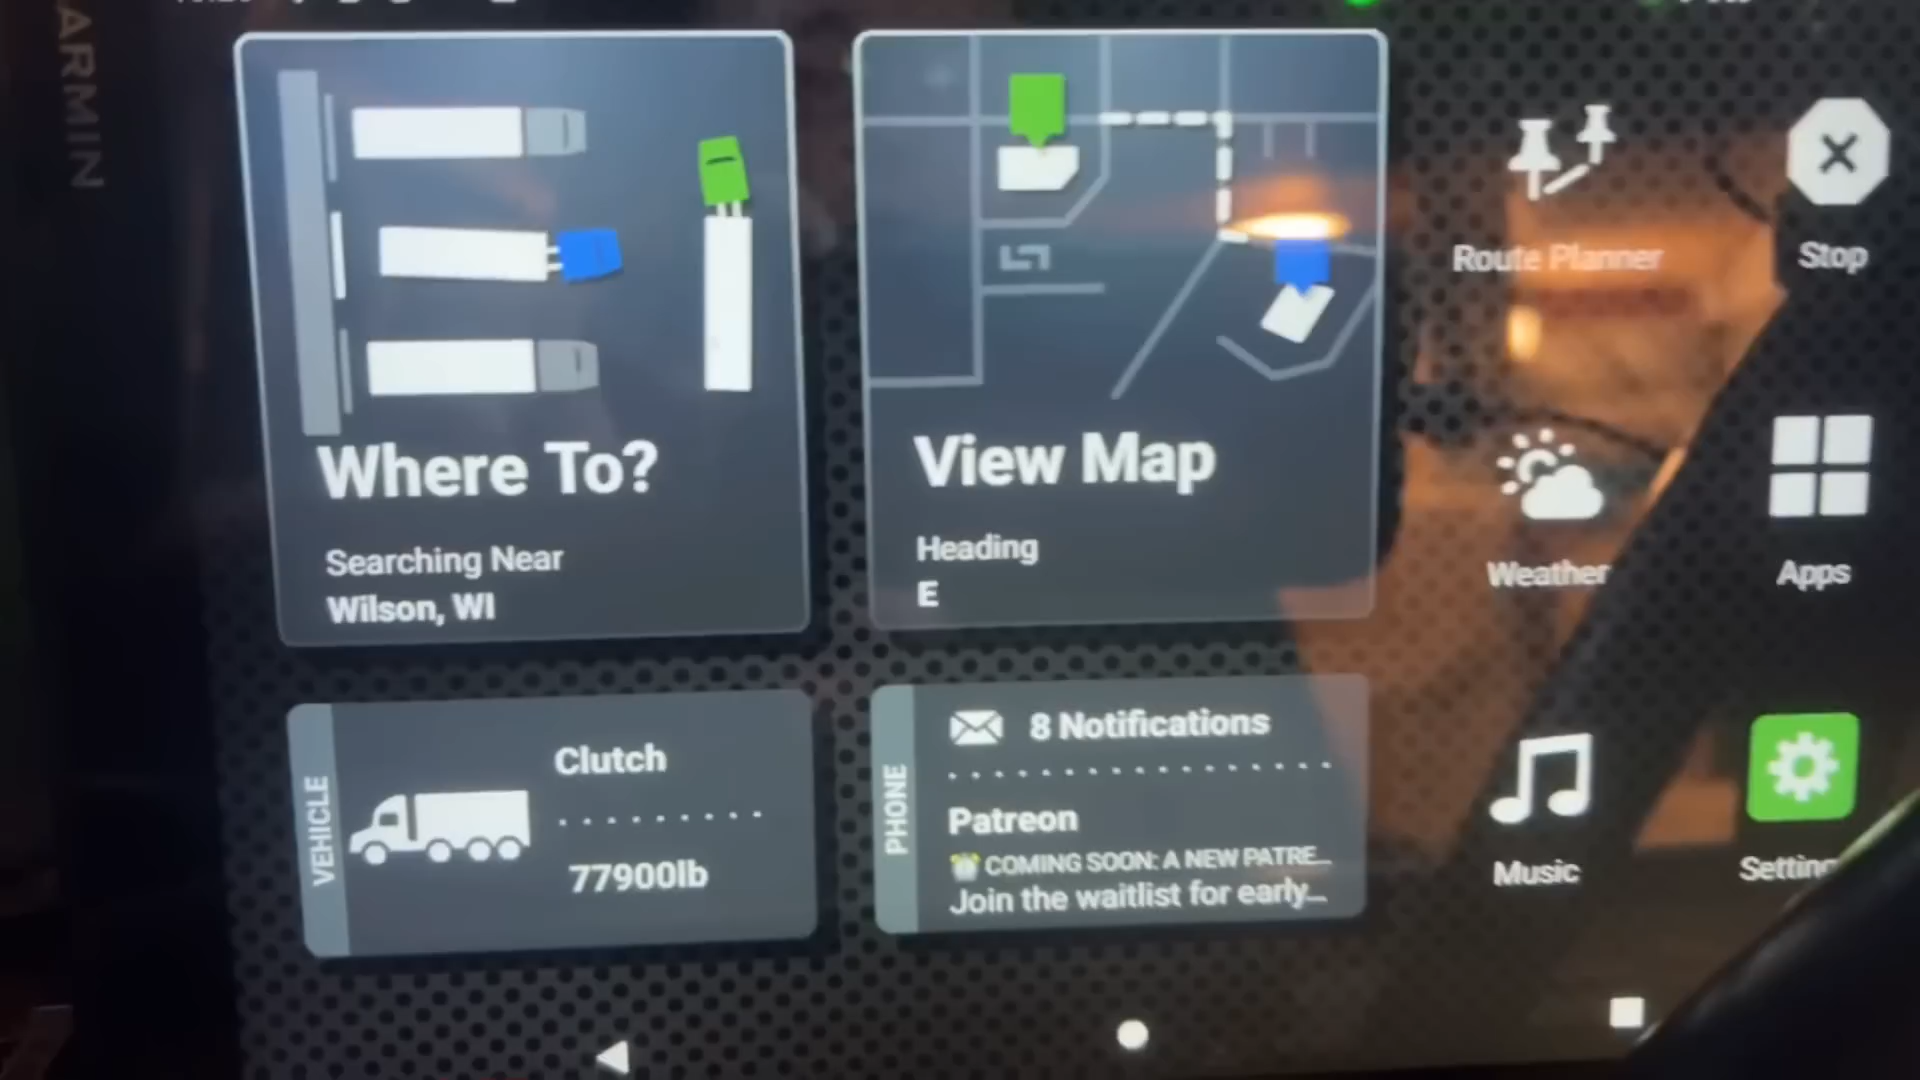 Where To?
Searching Near
Wilson, WI
View Map
Heading
E
Route Planner
Stop
Weather
Apps
VEHICLE
Clutch
77900lb
PHONE
8 Notifications
Patreon
COMING SOON: A NEW PATRE...
Join the waitlist for early...
Music
Setting
ARMIN